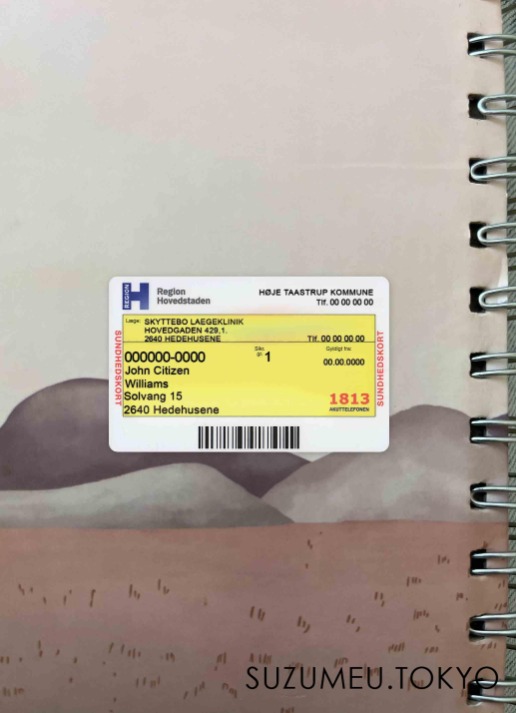 REGION
H
Region
Hovedstaden
HØJE TAASTRUP KOMMUNE
Tlf. 00 00 00 00
Læge: SKYTTEBO LAEGEKLINIK
HOVEDGADEN 429,1.
2640 HEDEHUSENE Tlf. 00 00 00 00
000000-0000
Sikr. gr. 1
Gyldigt fra:
00.00.0000
John Citizen
Williams
Solvang 15
2640 Hedehusene
1813
AKUTTELEFONEN
SUNDHEDSKORT
SUNDHEDSKORT
SUZUMEU.TOKYO